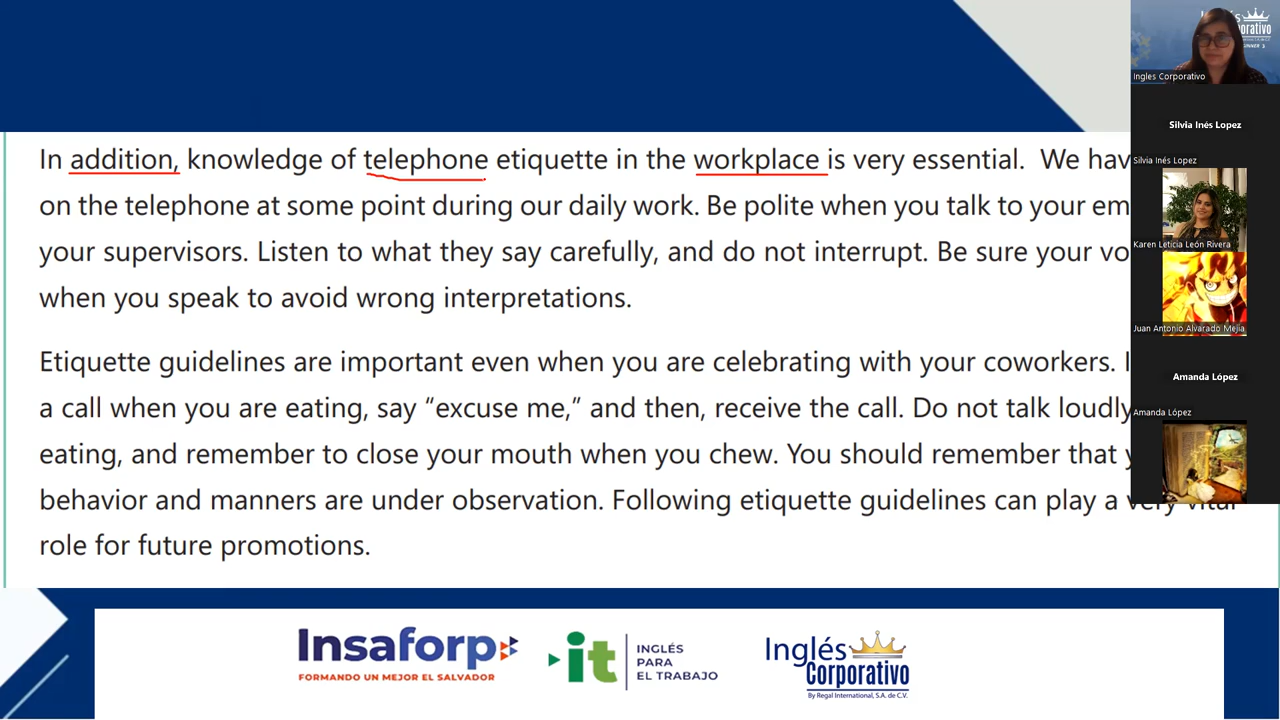 In addition, knowledge of telephone etiquette in the workplace is very essential. We hav
on the telephone at some point during our daily work. Be polite when you talk to your em
your supervisors. Listen to what they say carefully, and do not interrupt. Be sure your vo
when you speak to avoid wrong interpretations.
Etiquette guidelines are important even when you are celebrating with your coworkers. I
a call when you are eating, say “excuse me,” and then, receive the call. Do not talk loudly
eating, and remember to close your mouth when you chew. You should remember that y
behavior and manners are under observation. Following etiquette guidelines can play a very vital
role for future promotions.
Insaforp
FORMANDO UN MEJOR EL SALVADOR
it
INGLÉS
PARA
EL TRABAJO
Inglés
Corporativo
By Regal International, S.A. de C.V.
Ingles Corporativo
Silvia Inés Lopez
Silvia Inés Lopez
Karen Leticia León Rivera
Juan Antonio Alvarado Mejía
Amanda López
Amanda López